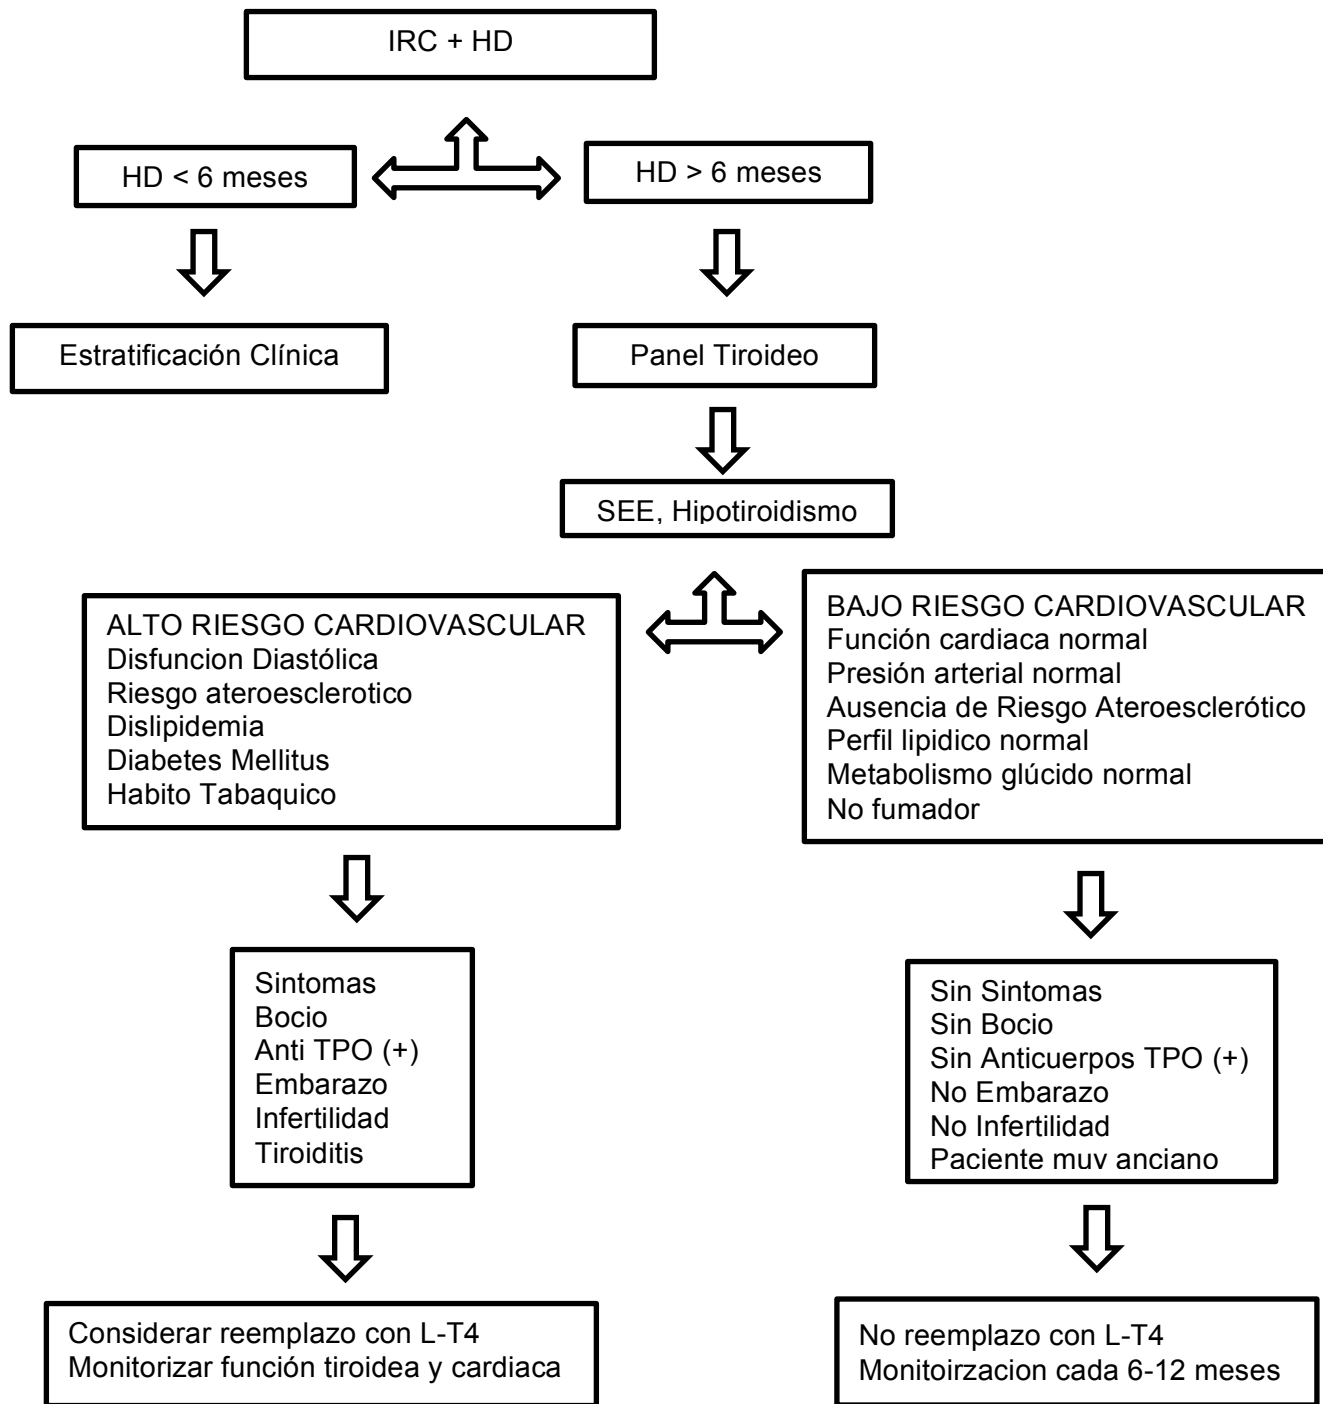 IRC + HD
HD < 6 meses
HD > 6 meses
Estratificación Clínica
Panel Tiroideo
SEE, Hipotiroidismo
ALTO RIESGO CARDIOVASCULAR
Disfuncion Diastólica
Riesgo ateroesclerotico
Dislipidemia
Diabetes Mellitus
Habito Tabaquico
BAJO RIESGO CARDIOVASCULAR
Función cardiaca normal
Presión arterial normal
Ausencia de Riesgo Ateroesclerótico
Perfil lipidico normal
Metabolismo glúcido normal
No fumador
Sintomas
Bocio
Anti TPO (+)
Embarazo
Infertilidad
Tiroiditis
Sin Sintomas
Sin Bocio
Sin Anticuerpos TPO (+)
No Embarazo
No Infertilidad
Paciente muy anciano
Considerar reemplazo con L-T4
Monitorizar función tiroidea y cardiaca
No reemplazo con L-T4
Monitoirzacion cada 6-12 meses